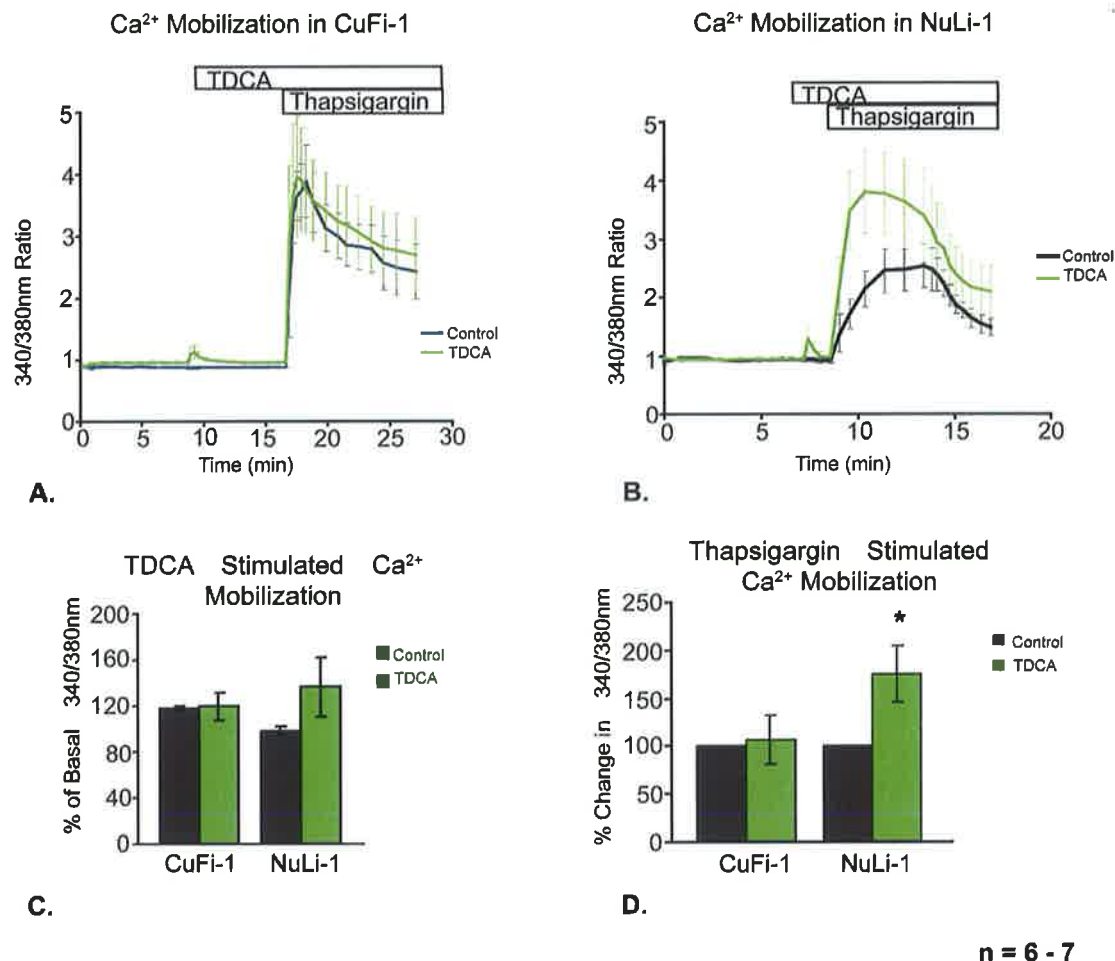 Ca²⁺ Mobilization in CuFi-1
TDCA
Thapsigargin
5
4
3
2
1
0
340/380nm Ratio
0 5 10 15 20 25 30
Time (min)
Control
TDCA
A.
Ca²⁺ Mobilization in NuLi-1
TDCA
Thapsigargin
5
4
3
2
1
0
340/380nm Ratio
0 5 10 15 20
Time (min)
Control
TDCA
B.
TDCA Stimulated Ca²⁺
Mobilization
200
160
120
80
40
0
% of Basal 340/380nm
CuFi-1 NuLi-1
Control
TDCA
C.
Thapsigargin Stimulated
Ca²⁺ Mobilization
250
200
150
100
50
0
% Change in 340/380nm
*
CuFi-1 NuLi-1
Control
TDCA
D.
n = 6 - 7